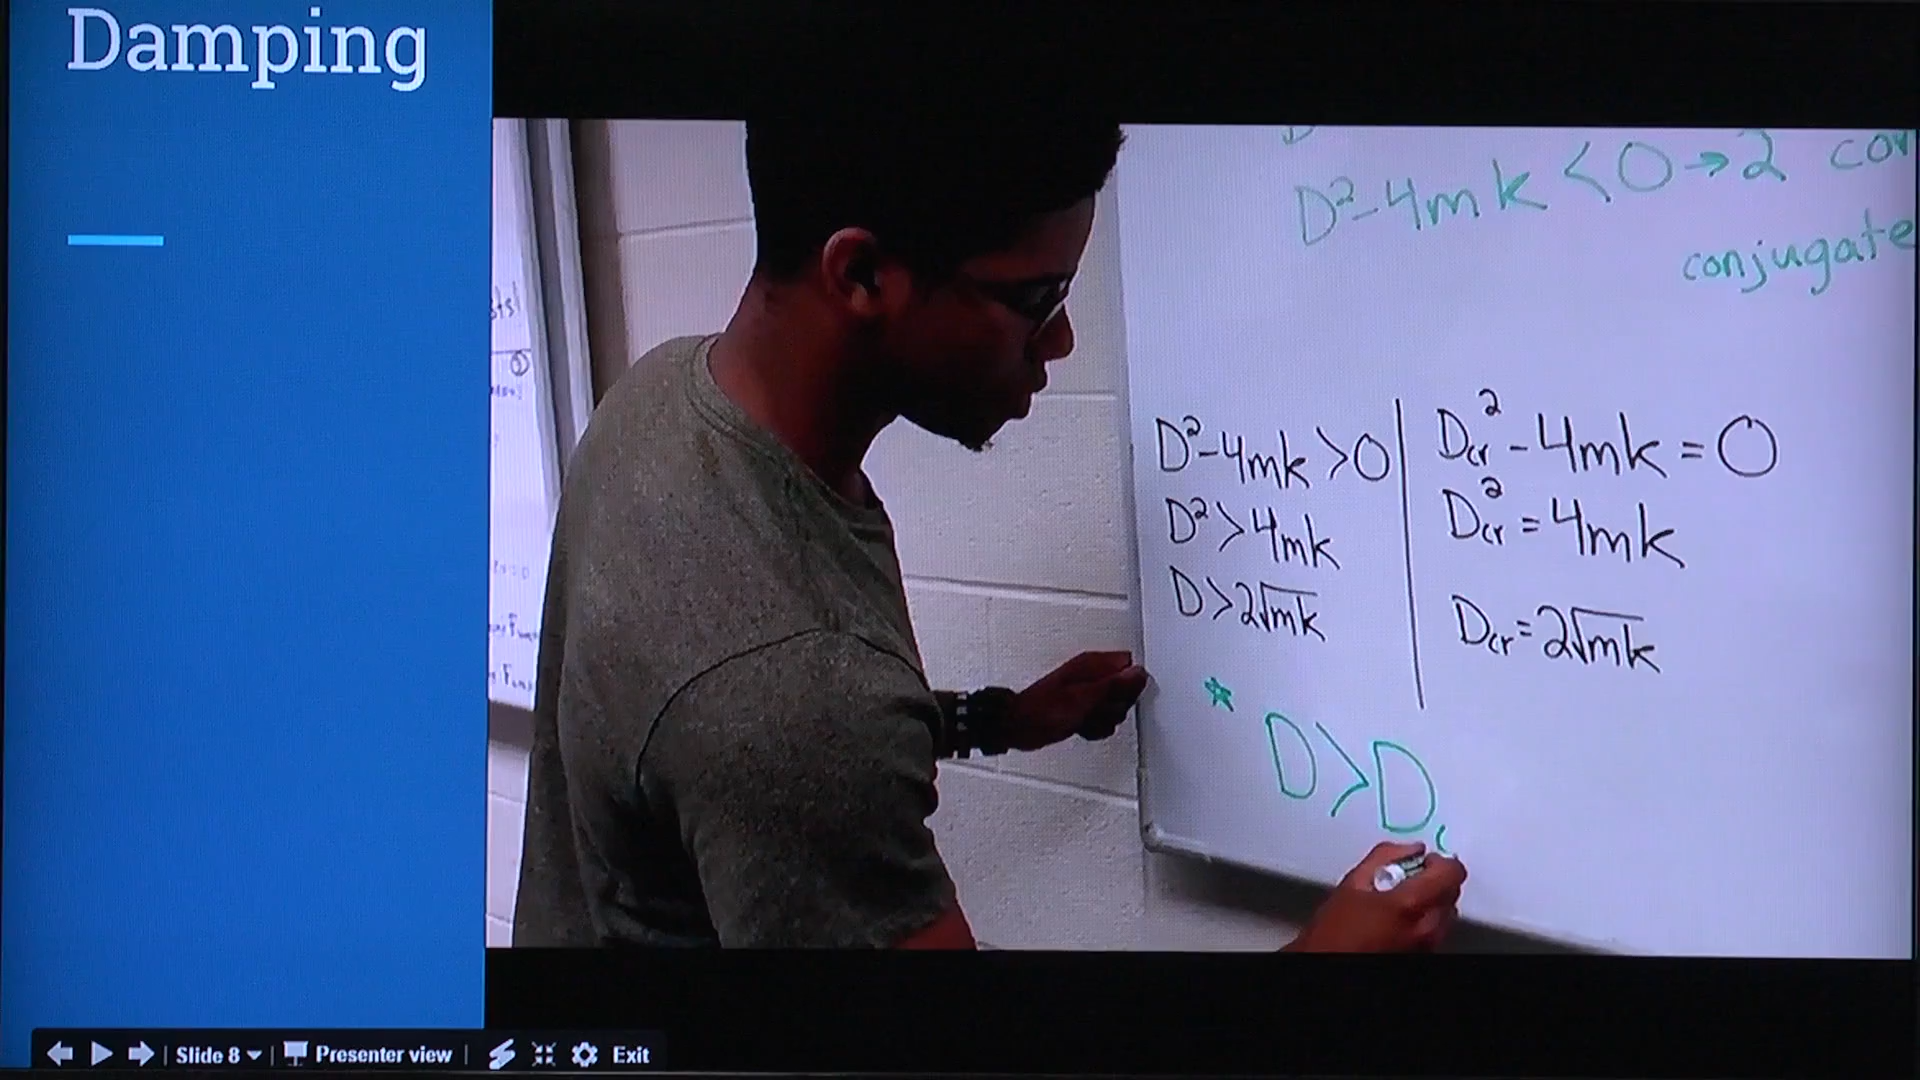 Damping
D²-4mk<0→2
conjugate
D²-4mk>0
D²>4mk
D>2√mk
Dcr²-4mk=0
Dcr²=4mk
Dcr=2√mk
* D>Dc
Slide 8
Presenter view
Exit